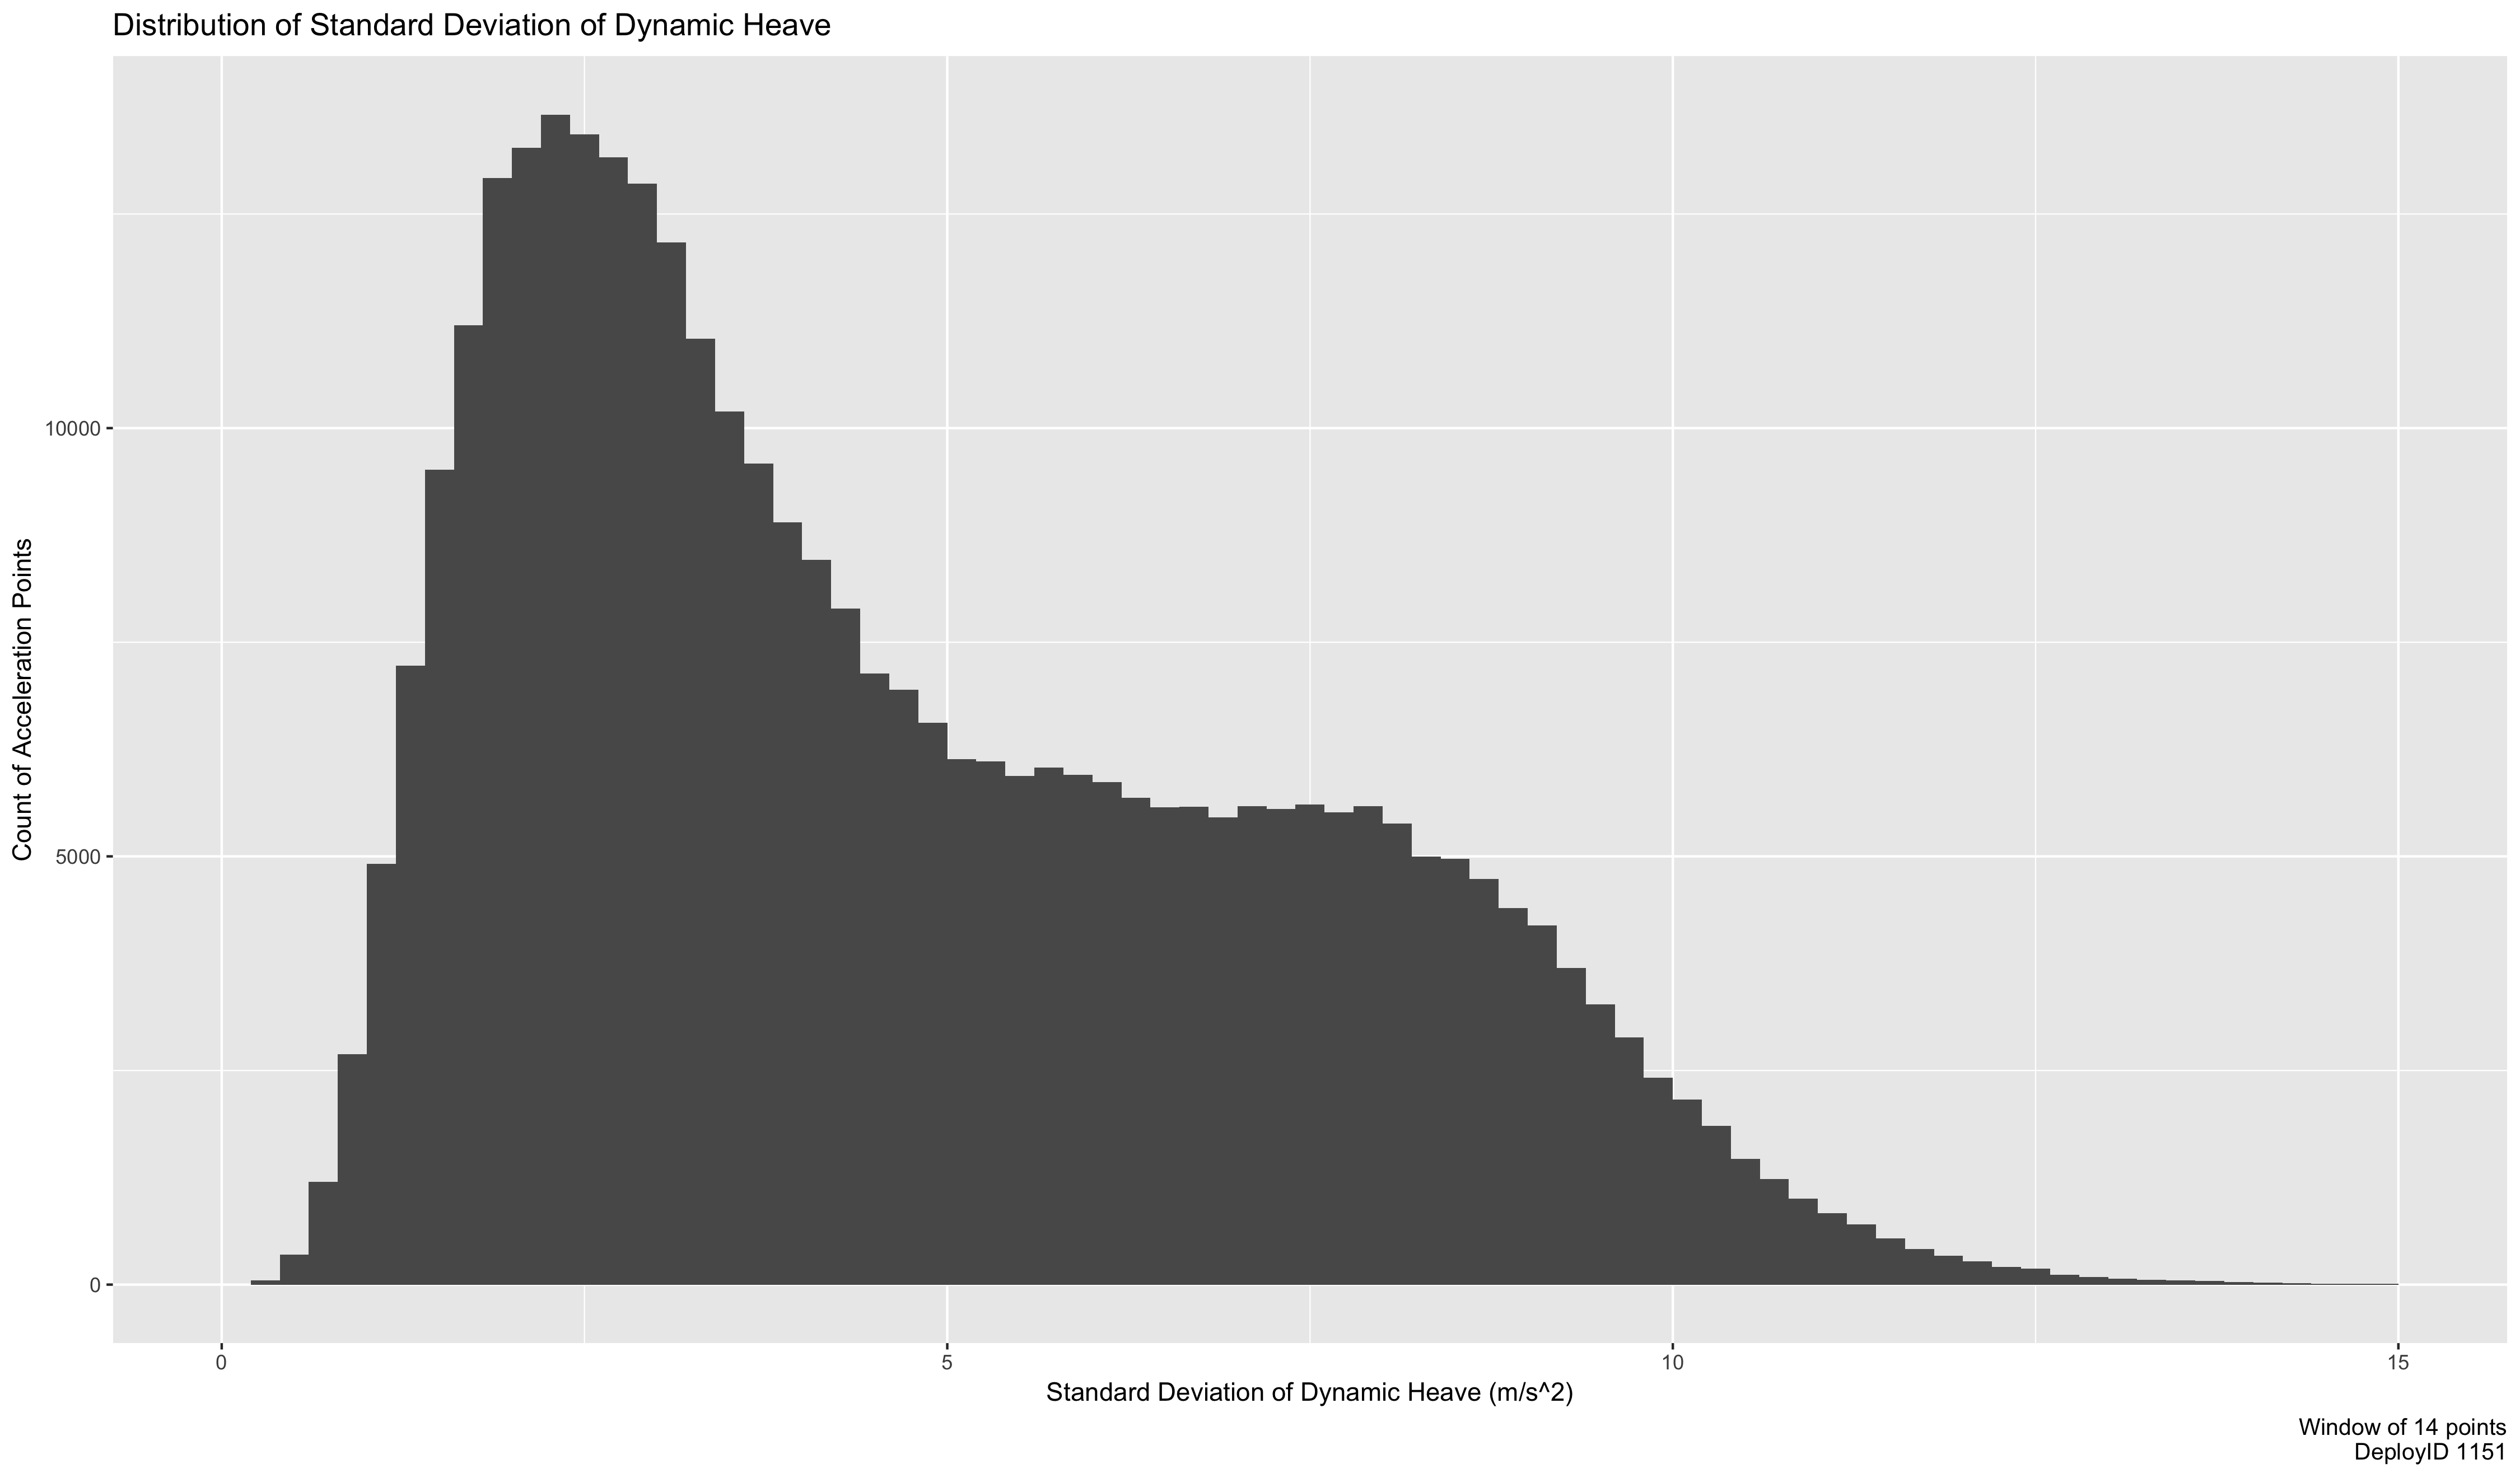 Distribution of Standard Deviation of Dynamic Heave
Count of Acceleration Points
10000
5000
0
0
5
10
15
Standard Deviation of Dynamic Heave (m/s^2)
Window of 14 points
DeployID 1151